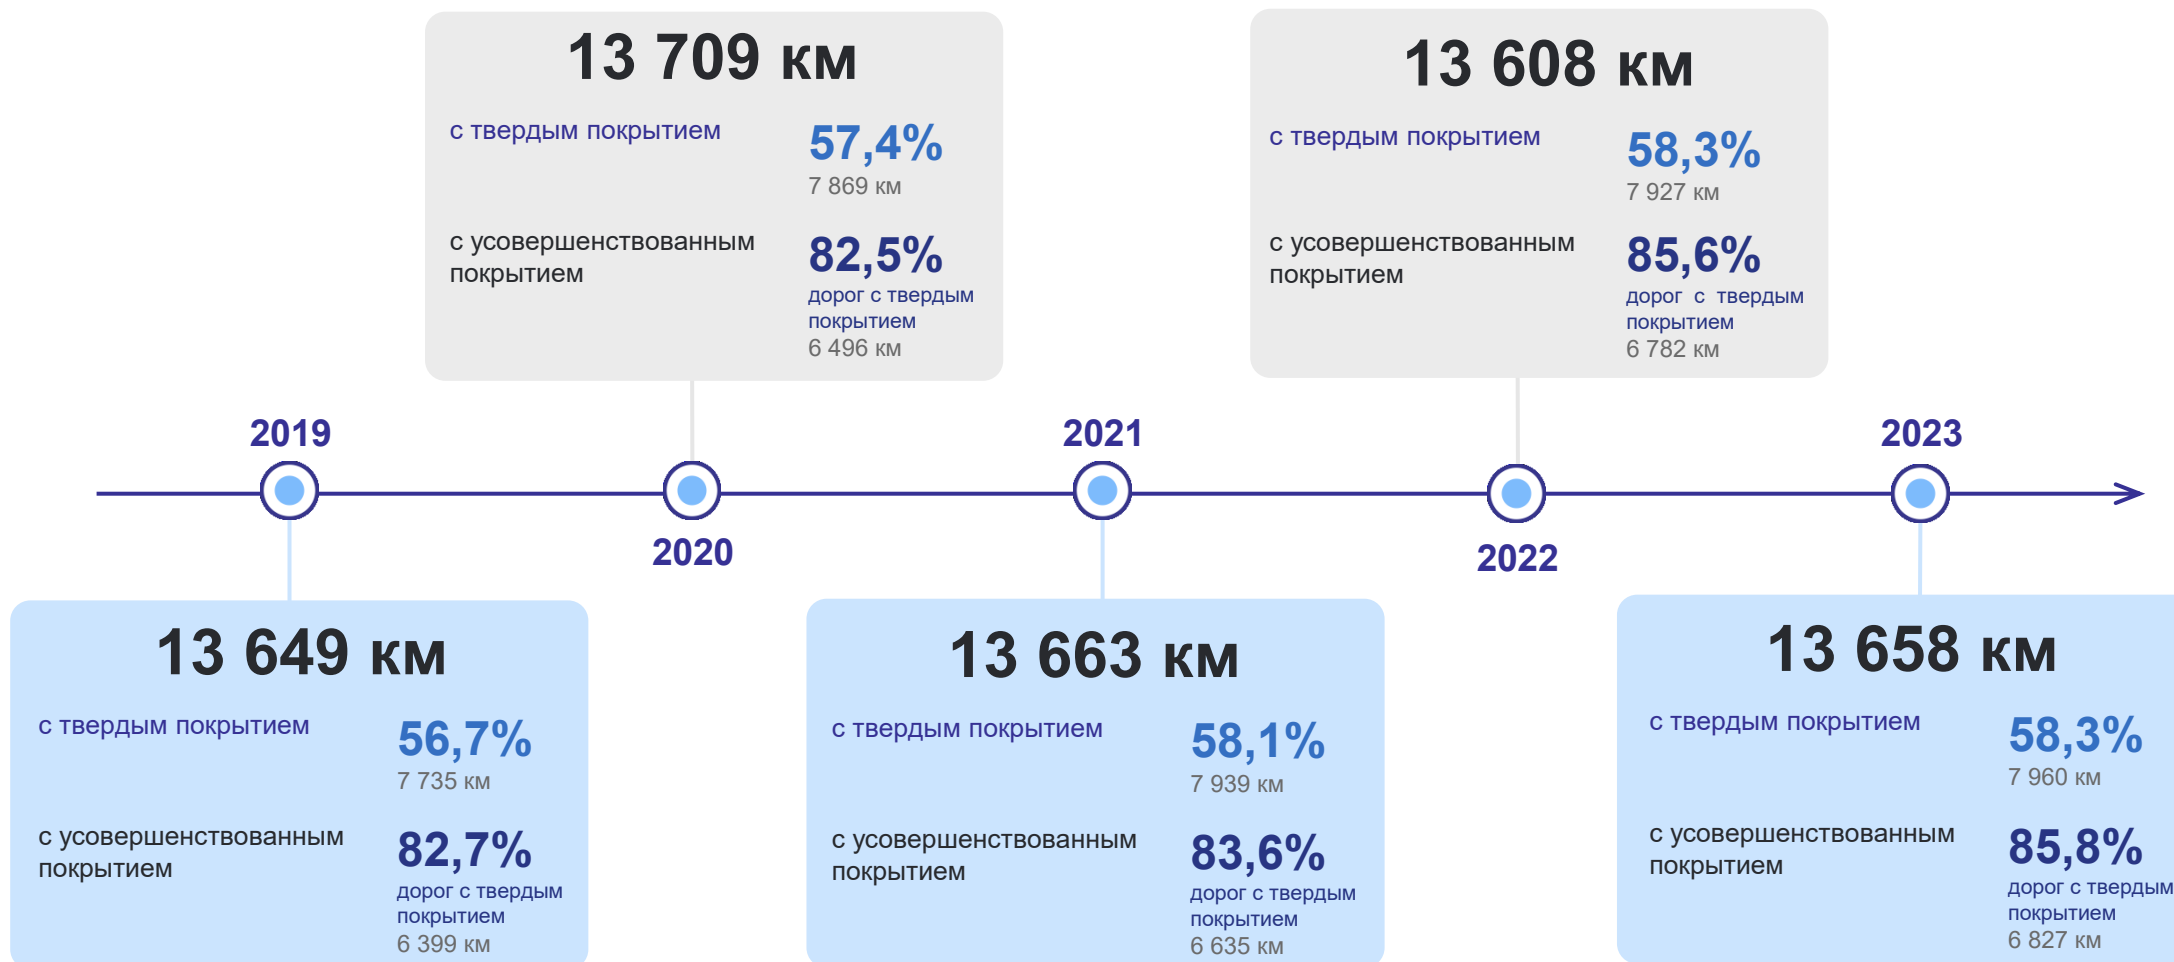 13 709 км
с твердым покрытием
57,4%
7 869 км
с усовершенствованным
покрытием
82,5%
дорог с твердым
покрытием
6 496 км
13 608 км
с твердым покрытием
58,3%
7 927 км
с усовершенствованным
покрытием
85,6%
дорог с твердым
покрытием
6 782 км
2019
2020
2021
2022
2023
13 649 км
с твердым покрытием
56,7%
7 735 км
с усовершенствованным
покрытием
82,7%
дорог с твердым
покрытием
6 399 км
13 663 км
с твердым покрытием
58,1%
7 939 км
с усовершенствованным
покрытием
83,6%
дорог с твердым
покрытием
6 635 км
13 658 км
с твердым покрытием
58,3%
7 960 км
с усовершенствованным
покрытием
85,8%
дорог с твердым
покрытием
6 827 км